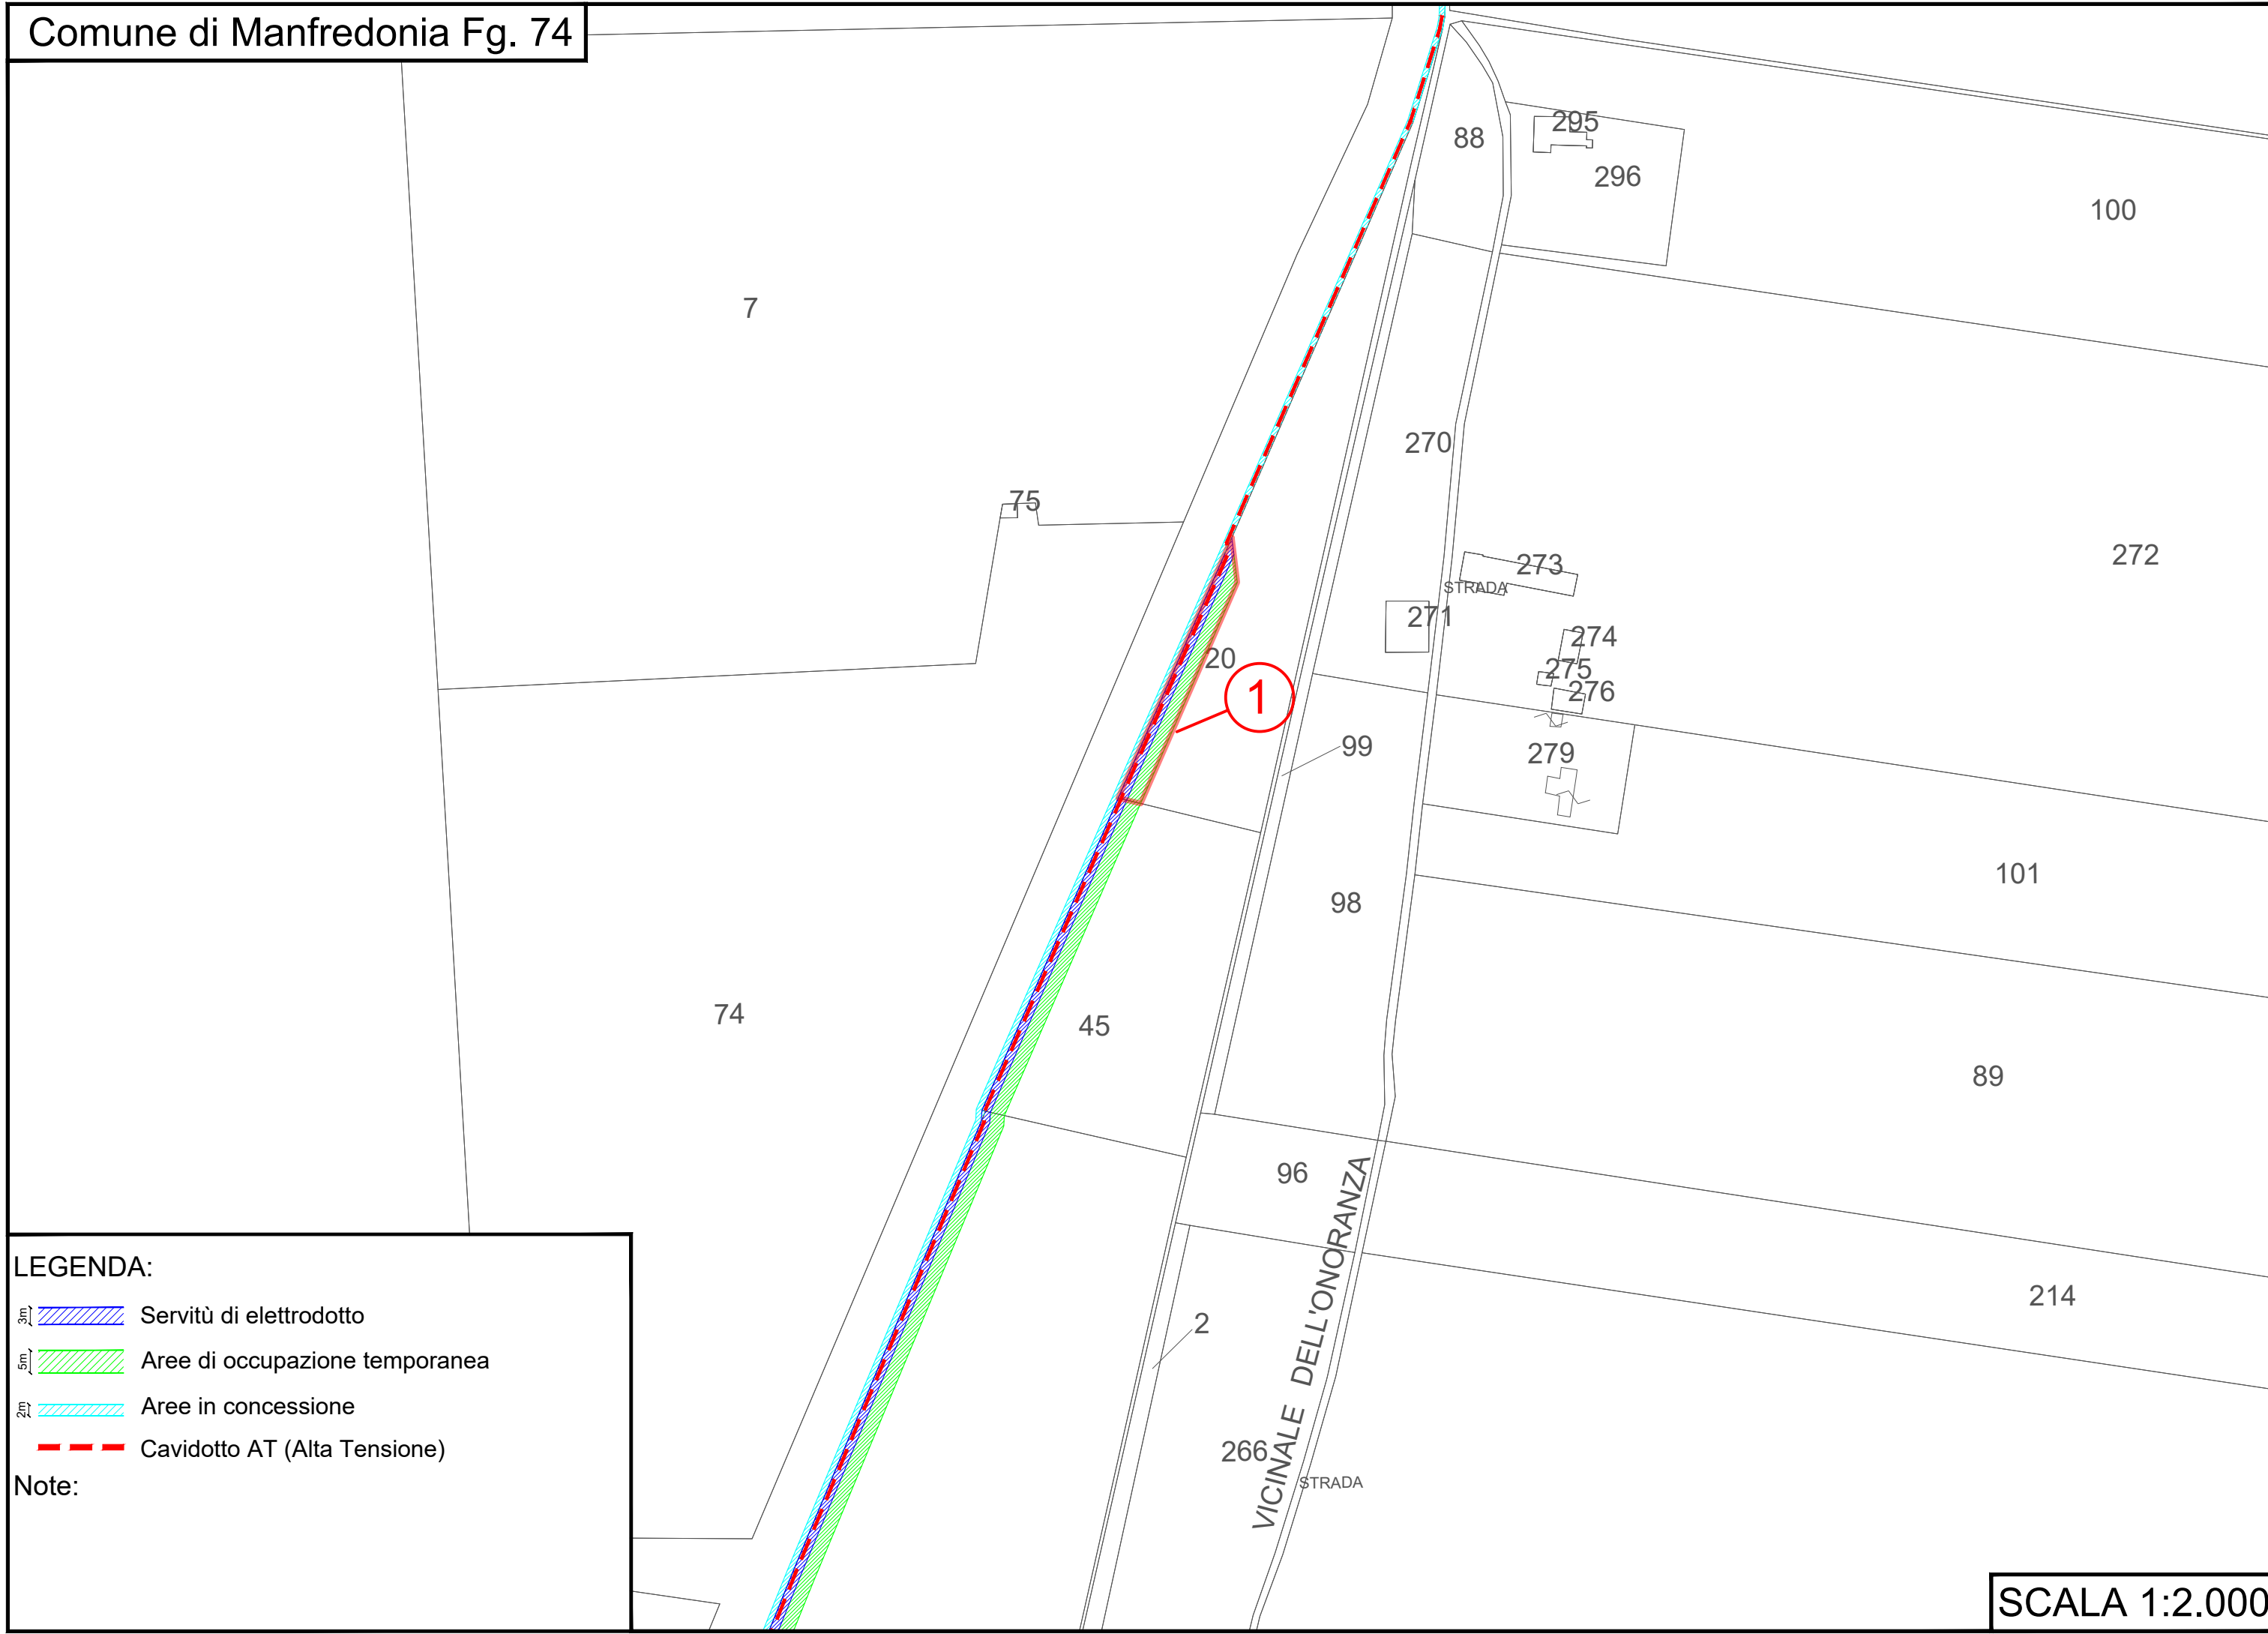 Comune di Manfredonia Fg. 74
88
295
296
100
7
270
75
272
273
STRADA
271
274
20
275
276
1
99
279
101
98
74
45
89
96
VICINALE DELL'ONORANZA
214
2
266
STRADA
LEGENDA:
3m
Servitù di elettrodotto
5m
Aree di occupazione temporanea
2m
Aree in concessione
Cavidotto AT (Alta Tensione)
Note:
SCALA 1:2.000